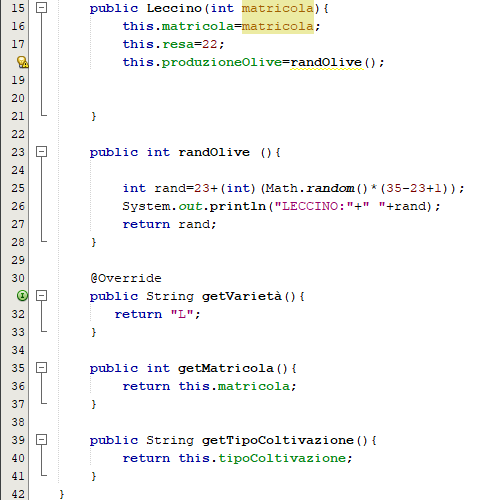 15 public Leccino(int matricola){
16 this.matricola=matricola;
17 this.resa=22;
this.produzioneOlive=randOlive();
19
20
21 }
22
23 public int randOlive (){
24
25 int rand=23+(int)(Math.random()*(35-23+1));
26 System.out.println("LECCINO:"+" "+rand);
27 return rand;
28 }
29
30 @Override
public String getVarietà(){
32 return "L";
33 }
34
35 public int getMatricola(){
36 return this.matricola;
37 }
38
39 public String getTipoColtivazione(){
40 return this.tipoColtivazione;
41 }
42 }